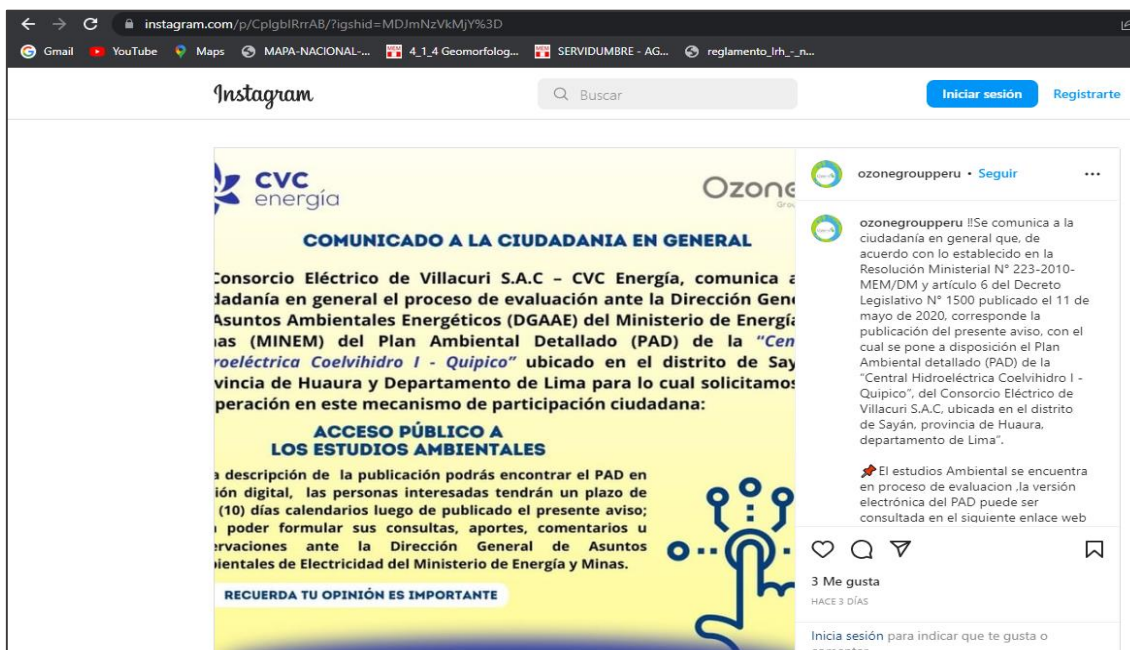 instagram.com/p/CpIgbIRrrAB/?igshid=MDJmNzVkMjY%3D
Gmail YouTube Maps MAPA-NACIONAL-... 4_1_4 Geomorfolog... SERVIDUMBRE - AG... reglamento_lrh_-_n...
Instagram
Buscar
Iniciar sesión
Registrarte
CVC
energía
Ozone
COMUNICADO A LA CIUDADANIA EN GENERAL
Consorcio Eléctrico de Villacuri S.A.C – CVC Energía, comunica a
dadanía en general el proceso de evaluación ante la Dirección Gene
Asuntos Ambientales Energéticos (DGAAE) del Ministerio de Energía
as (MINEM) del Plan Ambiental Detallado (PAD) de la "Cen
roeléctrica Coelvihidro I - Quipico" ubicado en el distrito de Say
vincia de Huaura y Departamento de Lima para lo cual solicitamos
peración en este mecanismo de participación ciudadana:
ACCESO PÚBLICO A
LOS ESTUDIOS AMBIENTALES
a descripción de la publicación podrás encontrar el PAD en
ión digital, las personas interesadas tendrán un plazo de
(10) días calendarios luego de publicado el presente aviso;
poder formular sus consultas, aportes, comentarios u
ervaciones ante la Dirección General de Asuntos
bientales de Electricidad del Ministerio de Energía y Minas.
RECUERDA TU OPINIÓN ES IMPORTANTE
ozonegroupperu • Seguir
ozonegroupperu ‼Se comunica a la
ciudadanía en general que, de
acuerdo con lo establecido en la
Resolución Ministerial N° 223-2010-
MEM/DM y artículo 6 del Decreto
Legislativo N° 1500 publicado el 11 de
mayo de 2020, corresponde la
publicación del presente aviso, con el
cual se pone a disposición el Plan
Ambiental detallado (PAD) de la
"Central Hidroeléctrica Coelvihidro I -
Quipico", del Consorcio Eléctrico de
Villacuri S.A.C, ubicada en el distrito
de Sayán, provincia de Huaura,
departamento de Lima".
📌El estudios Ambiental se encuentra
en proceso de evaluacion ,la versión
electrónica del PAD puede ser
consultada en el siguiente enlace web
3 Me gusta
HACE 3 DÍAS
Inicia sesión para indicar que te gusta o